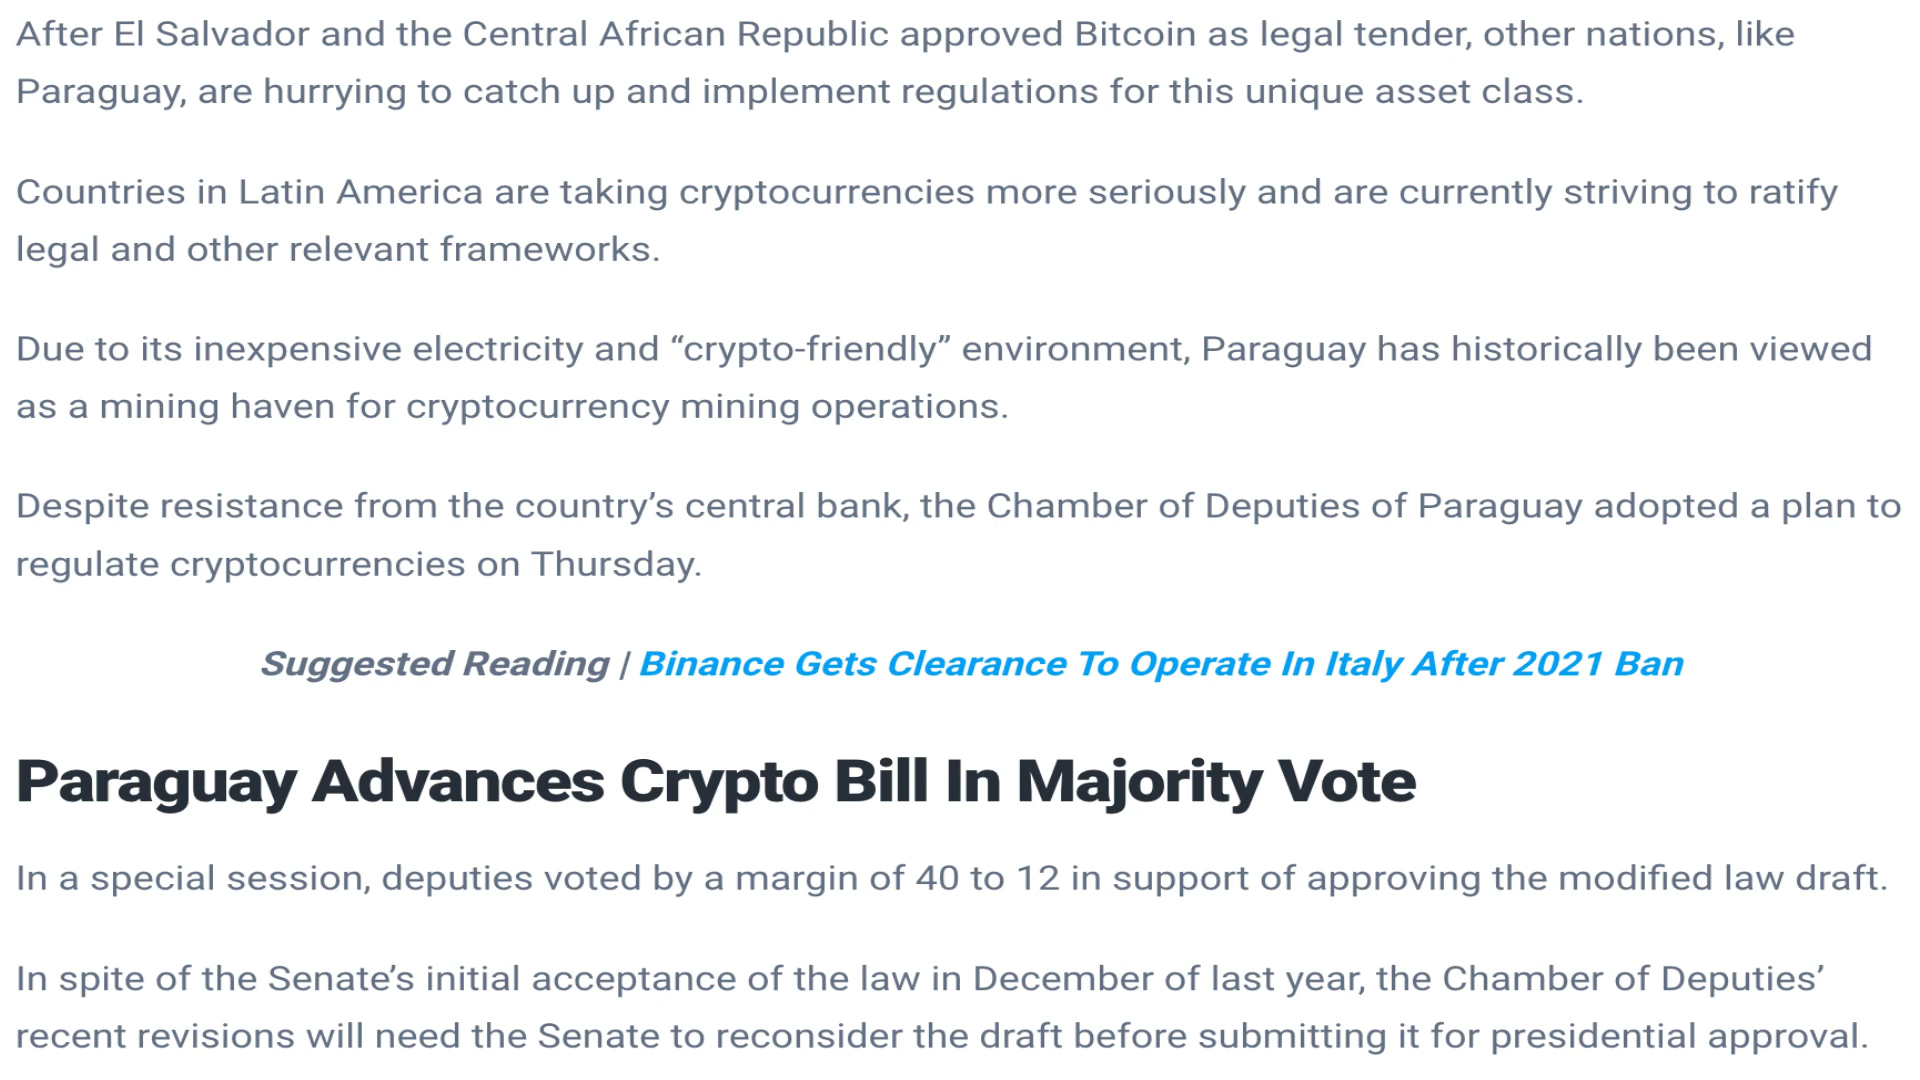 After El Salvador and the Central African Republic approved Bitcoin as legal tender, other nations, like
Paraguay, are hurrying to catch up and implement regulations for this unique asset class.
Countries in Latin America are taking cryptocurrencies more seriously and are currently striving to ratify
legal and other relevant frameworks.
Due to its inexpensive electricity and “crypto-friendly” environment, Paraguay has historically been viewed
as a mining haven for cryptocurrency mining operations.
Despite resistance from the country’s central bank, the Chamber of Deputies of Paraguay adopted a plan to
regulate cryptocurrencies on Thursday.
Suggested Reading | Binance Gets Clearance To Operate In Italy After 2021 Ban
Paraguay Advances Crypto Bill In Majority Vote
In a special session, deputies voted by a margin of 40 to 12 in support of approving the modified law draft.
In spite of the Senate’s initial acceptance of the law in December of last year, the Chamber of Deputies’
recent revisions will need the Senate to reconsider the draft before submitting it for presidential approval.